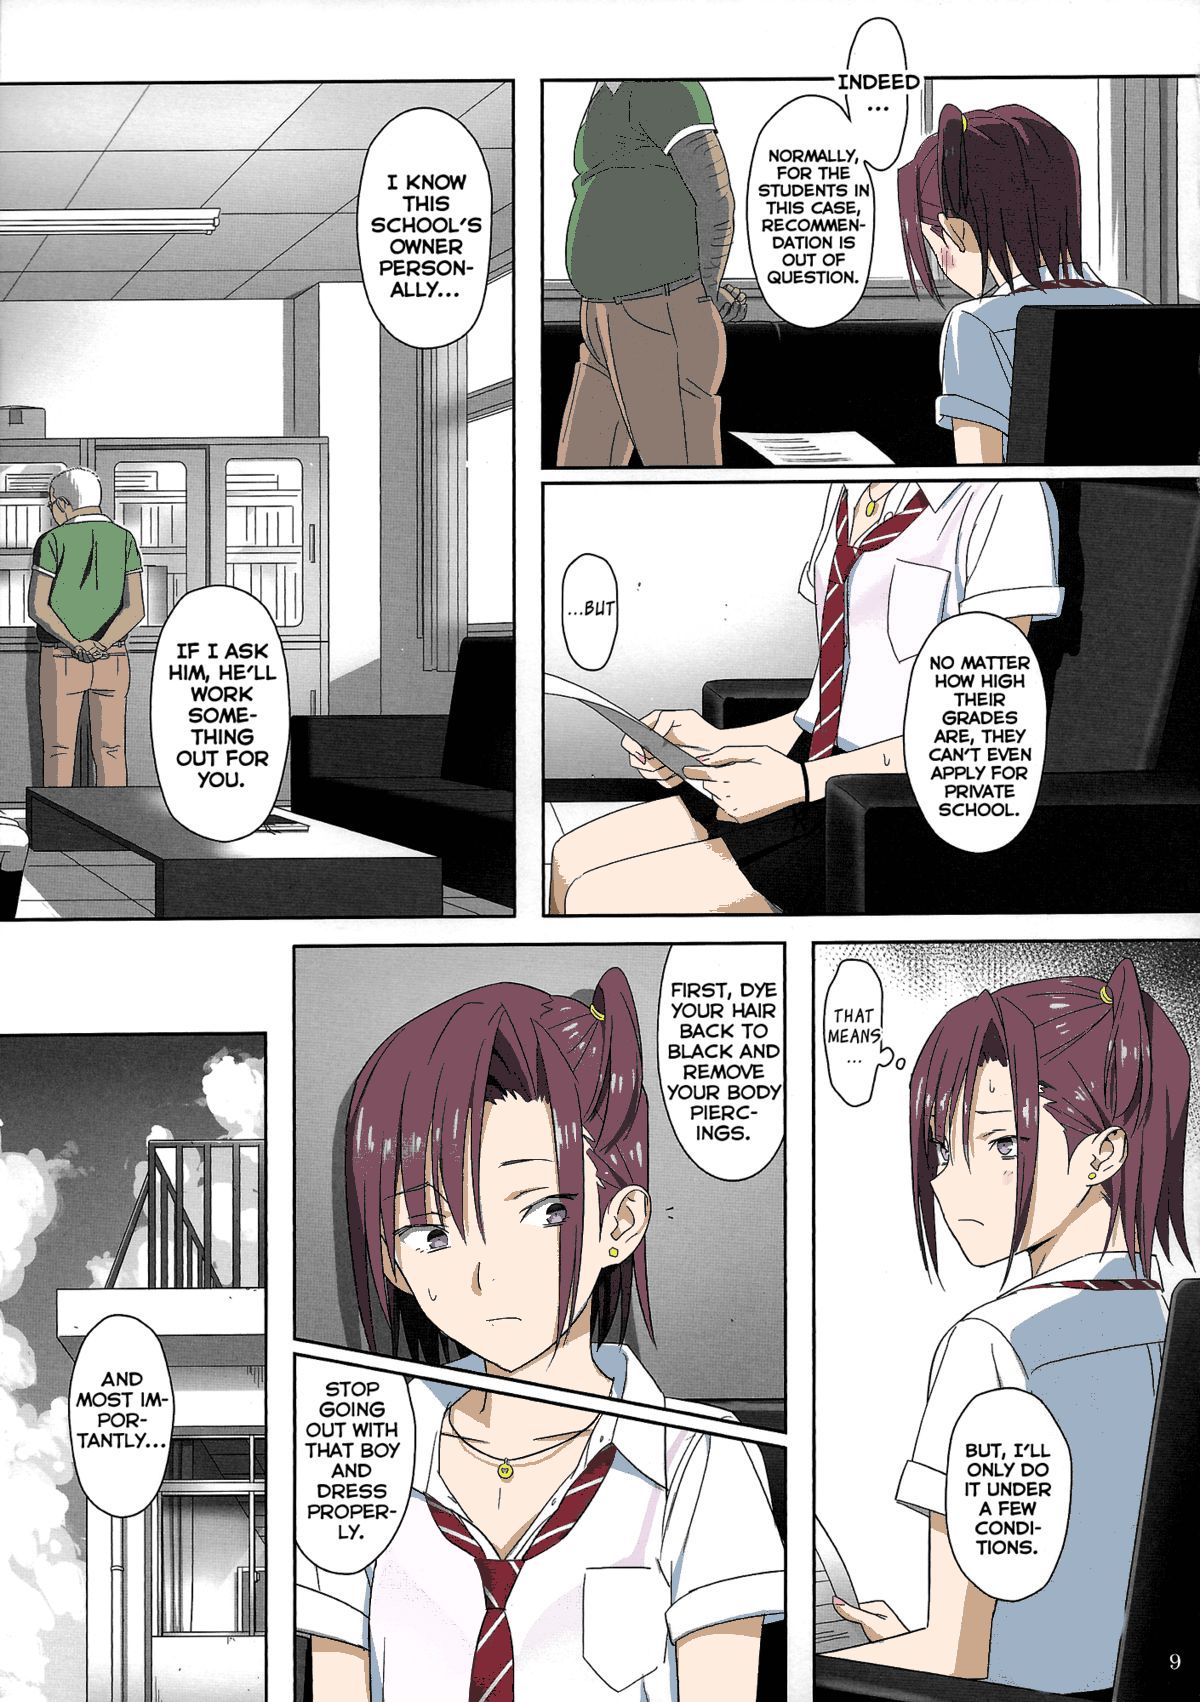 INDEED
...
NORMALLY,
FOR THE
STUDENTS IN
THIS CASE,
RECOMMEN-
DATION IS
OUT OF
QUESTION.
...BUT
NO MATTER
HOW HIGH
THEIR
GRADES
ARE, THEY
CAN'T EVEN
APPLY FOR
PRIVATE
SCHOOL.
I KNOW
THIS
SCHOOL'S
OWNER
PERSON-
ALLY...
IF I ASK
HIM, HE'LL
WORK
SOME-
THING
OUT FOR
YOU.
THAT
MEANS
...
BUT, I'LL
ONLY DO
IT UNDER
A FEW
CONDI-
TIONS.
FIRST, DYE
YOUR HAIR
BACK TO
BLACK AND
REMOVE
YOUR BODY
PIERC-
INGS.
STOP
GOING
OUT WITH
THAT BOY
AND
DRESS
PROPER-
LY.
AND
MOST IM-
POR-
TANTLY...
9